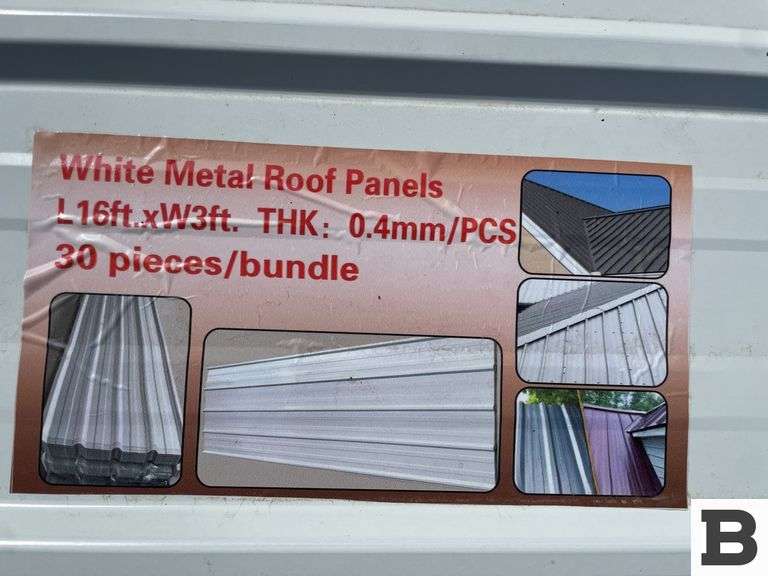 White Metal Roof Panels
L16ft.xW3ft. THK: 0.4mm/PCS
30 pieces/bundle
B